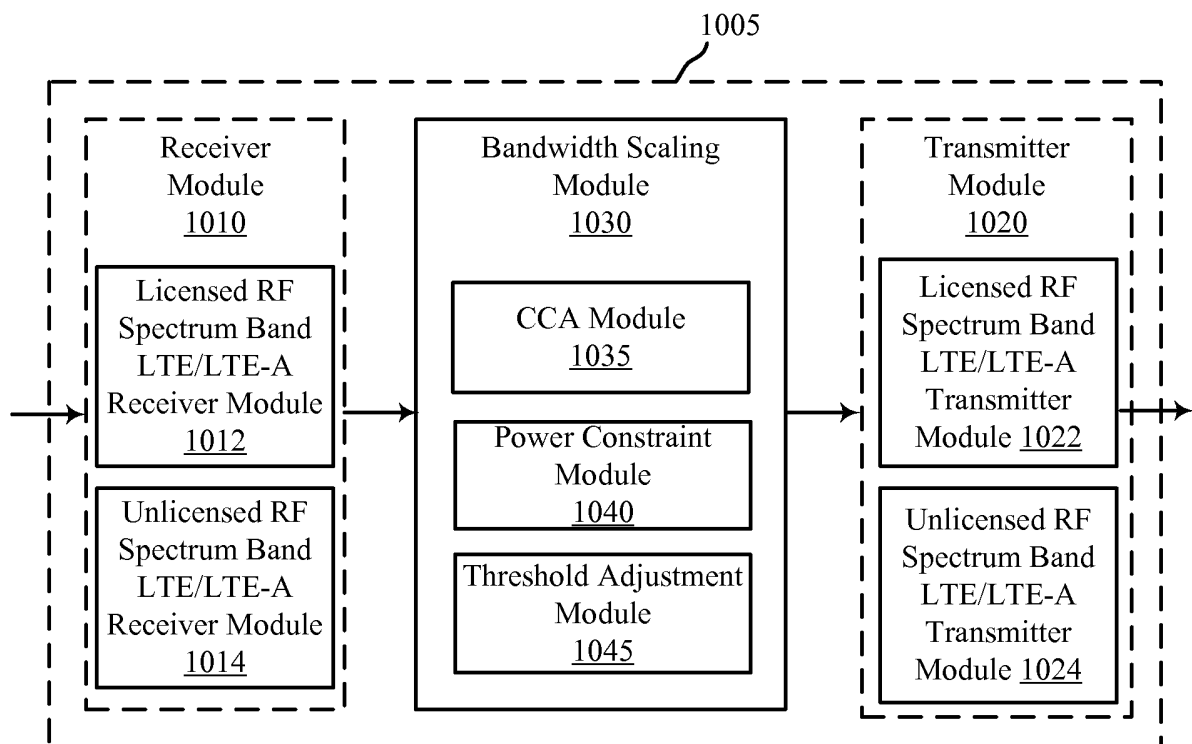 1005
Receiver
Module
1010
Licensed RF
Spectrum Band
LTE/LTE-A
Receiver Module
1012
Unlicensed RF
Spectrum Band
LTE/LTE-A
Receiver Module
1014
Bandwidth Scaling
Module
1030
CCA Module
1035
Power Constraint
Module
1040
Threshold Adjustment
Module
1045
Transmitter
Module
1020
Licensed RF
Spectrum Band
LTE/LTE-A
Transmitter
Module 1022
Unlicensed RF
Spectrum Band
LTE/LTE-A
Transmitter
Module 1024